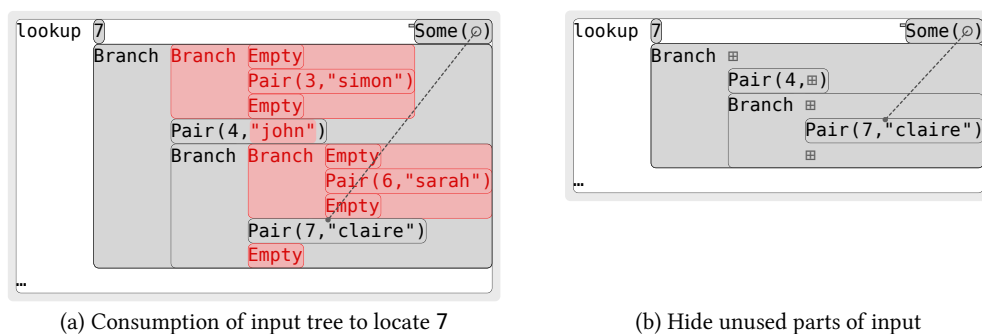 lookup 7 Some(⌕)
Branch Branch Empty
Pair(3,"simon")
Empty
Pair(4,"john")
Branch Branch Empty
Pair(6,"sarah")
Empty
Pair(7,"claire")
Empty
…
(a) Consumption of input tree to locate 7
lookup 7 Some(⌕)
Branch ⊞
Pair(4,⊞)
Branch ⊞
Pair(7,"claire")
⊞
…
(b) Hide unused parts of input